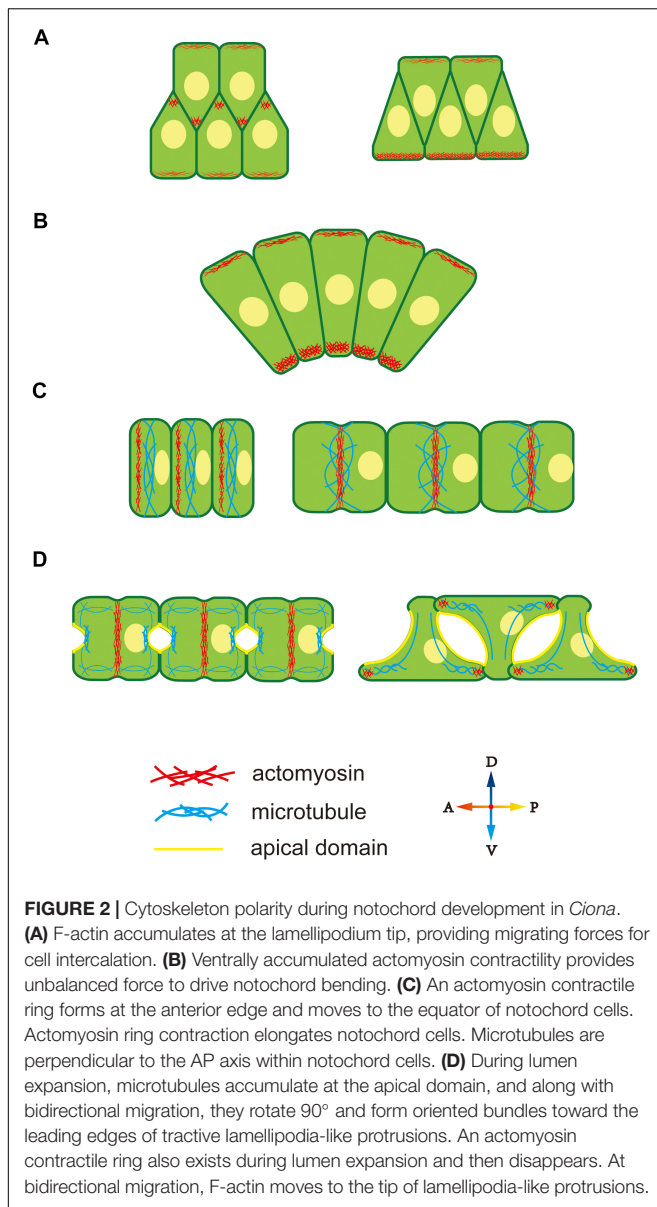 A
B
C
D
actomyosin
microtubule
apical domain
D
A P
V
FIGURE 2 | Cytoskeleton polarity during notochord development in Ciona.
(A) F-actin accumulates at the lamellipodium tip, providing migrating forces for
cell intercalation. (B) Ventrally accumulated actomyosin contractility provides
unbalanced force to drive notochord bending. (C) An actomyosin contractile
ring forms at the anterior edge and moves to the equator of notochord cells.
Actomyosin ring contraction elongates notochord cells. Microtubules are
perpendicular to the AP axis within notochord cells. (D) During lumen
expansion, microtubules accumulate at the apical domain, and along with
bidirectional migration, they rotate 90° and form oriented bundles toward the
leading edges of tractive lamellipodia-like protrusions. An actomyosin
contractile ring also exists during lumen expansion and then disappears. At
bidirectional migration, F-actin moves to the tip of lamellipodia-like protrusions.